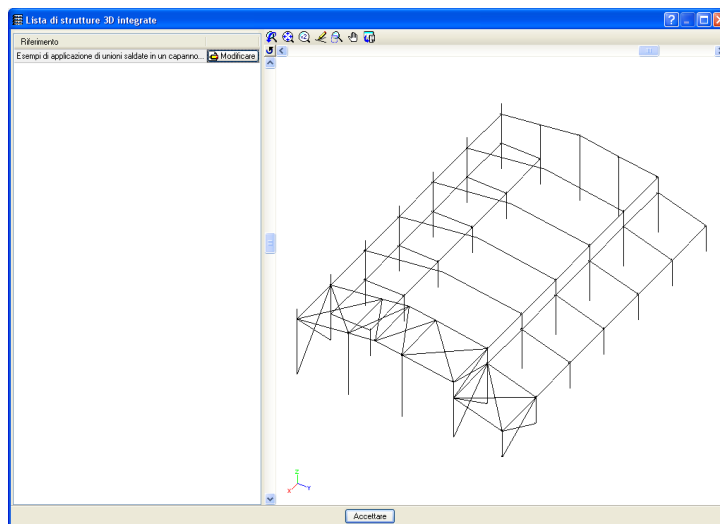 Lista di strutture 3D integrate
Riferimento
Esempi di applicazione di unioni saldate in un capanno... Modificare
Z
X Y
Accettare